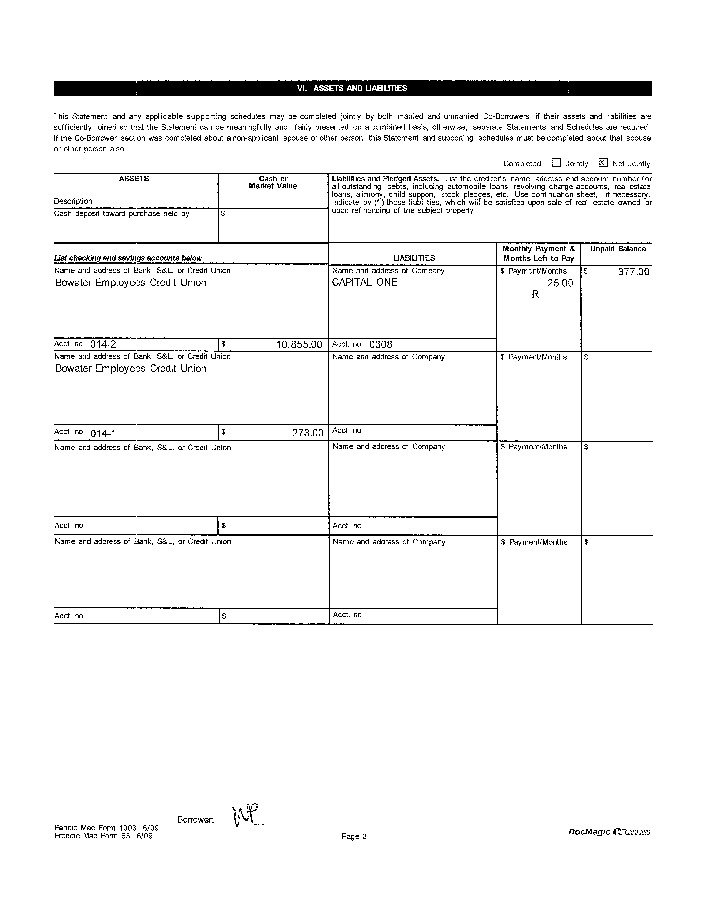 VI. ASSETS AND LIABILITIES
This Statement and any applicable supporting schedules may be completed jointly by both married and unmarried Co-Borrowers if their assets and liabilities are
sufficiently joined so that the Statement can be meaningfully and fairly presented on a combined basis; otherwise, separate Statements and Schedules are required.
If the Co-Borrower section was completed about a non-applicant spouse or other person, this Statement and supporting schedules must be completed about that spouse
or other person also.
Completed Jointly X Not Jointly
ASSETS
Cash or
Market Value
Description
Cash deposit toward purchase held by $
Liabilities and Pledged Assets. List the creditor's name, address and account number for
all outstanding debts, including automobile loans, revolving charge accounts, real estate
loans, alimony, child support, stock pledges, etc. Use continuation sheet, if necessary.
Indicate by (*) those liabilities, which will be satisfied upon sale of real estate owned or
upon refinancing of the subject property.
List checking and savings accounts below
LIABILITIES
Monthly Payment &
Months Left to Pay
Unpaid Balance
Name and address of Bank, S&L, or Credit Union
Bowater Employees Credit Union
Name and address of Company
CAPITAL ONE
$ Payment/Months
25.00
R
$ 377.00
Acct. no. 014-2 $ 10,855.00
Acct. no. 0308
Name and address of Bank, S&L, or Credit Union
Bowater Employees Credit Union
Name and address of Company
$ Payment/Months
$
Acct. no. 014-1 $ 273.00
Acct. no.
Name and address of Bank, S&L, or Credit Union
Name and address of Company
$ Payment/Months
$
Acct. no. $
Acct. no.
Name and address of Bank, S&L, or Credit Union
Name and address of Company
$ Payment/Months
$
Acct. no. $
Acct. no.
Borrower:
Fannie Mae Form 1003 6/09
Freddie Mac Form 65 6/09
Page 3
DocMagic